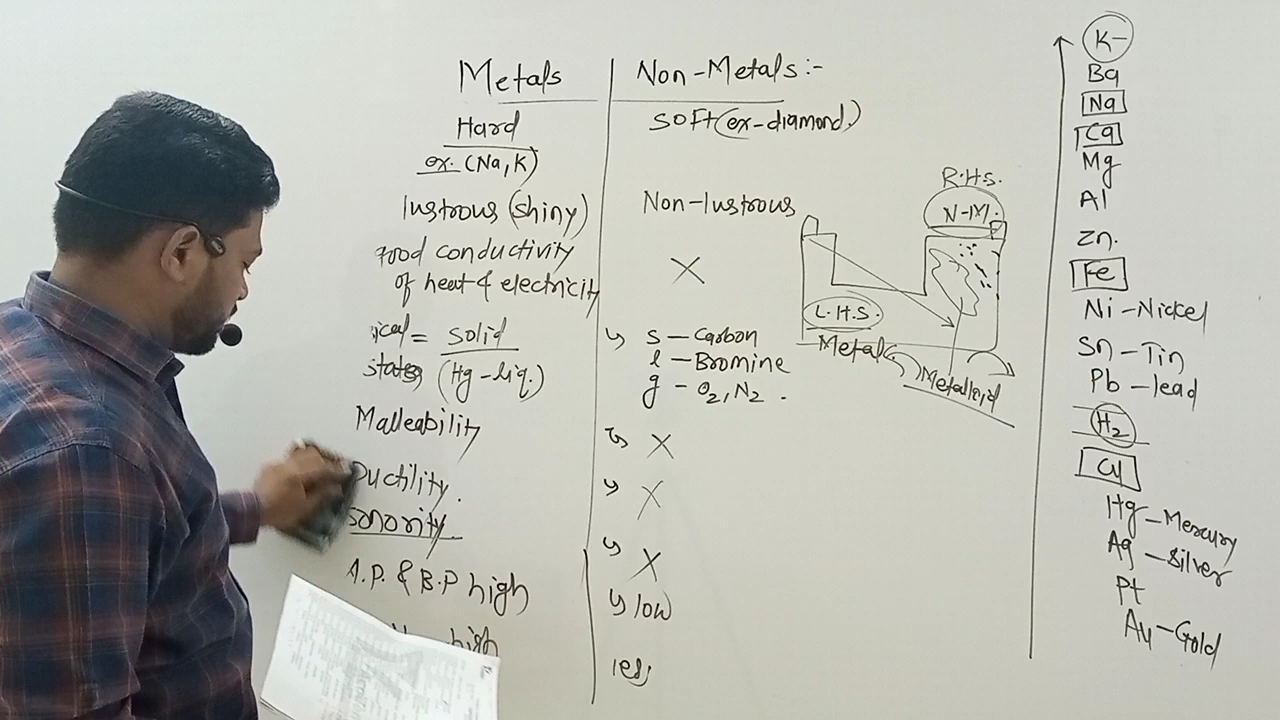 Metals
Hard
ex. (Na, K)
lustrous (shiny)
good conductivity
of heat & electricity
= solid
states (Hg - liq.)
Malleability
Ductility.
Sonority.
M.P. & B.P high
high
Non-Metals :-
Soft (ex-diamond.)
Non-lustrous
X
↳ s — Carbon
l — Bromine
g - O2, N2 .
↳ X
↳ X
↳ X
↳ low
less
R.H.S.
N-M.
L.H.S.
Metals
Metalloid
K
Ba
Na
Ca
Mg
Al
Zn.
Fe
Ni - Nickel
Sn - Tin
Pb - lead
H2
Cu
Hg - Mercury
Ag - Silver
Pt
Au - Gold